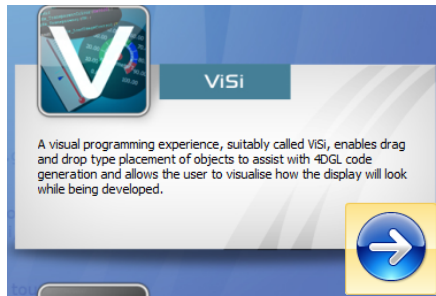 ViSi
A visual programming experience, suitably called ViSi, enables drag
and drop type placement of objects to assist with 4DGL code
generation and allows the user to visualise how the display will look
while being developed.